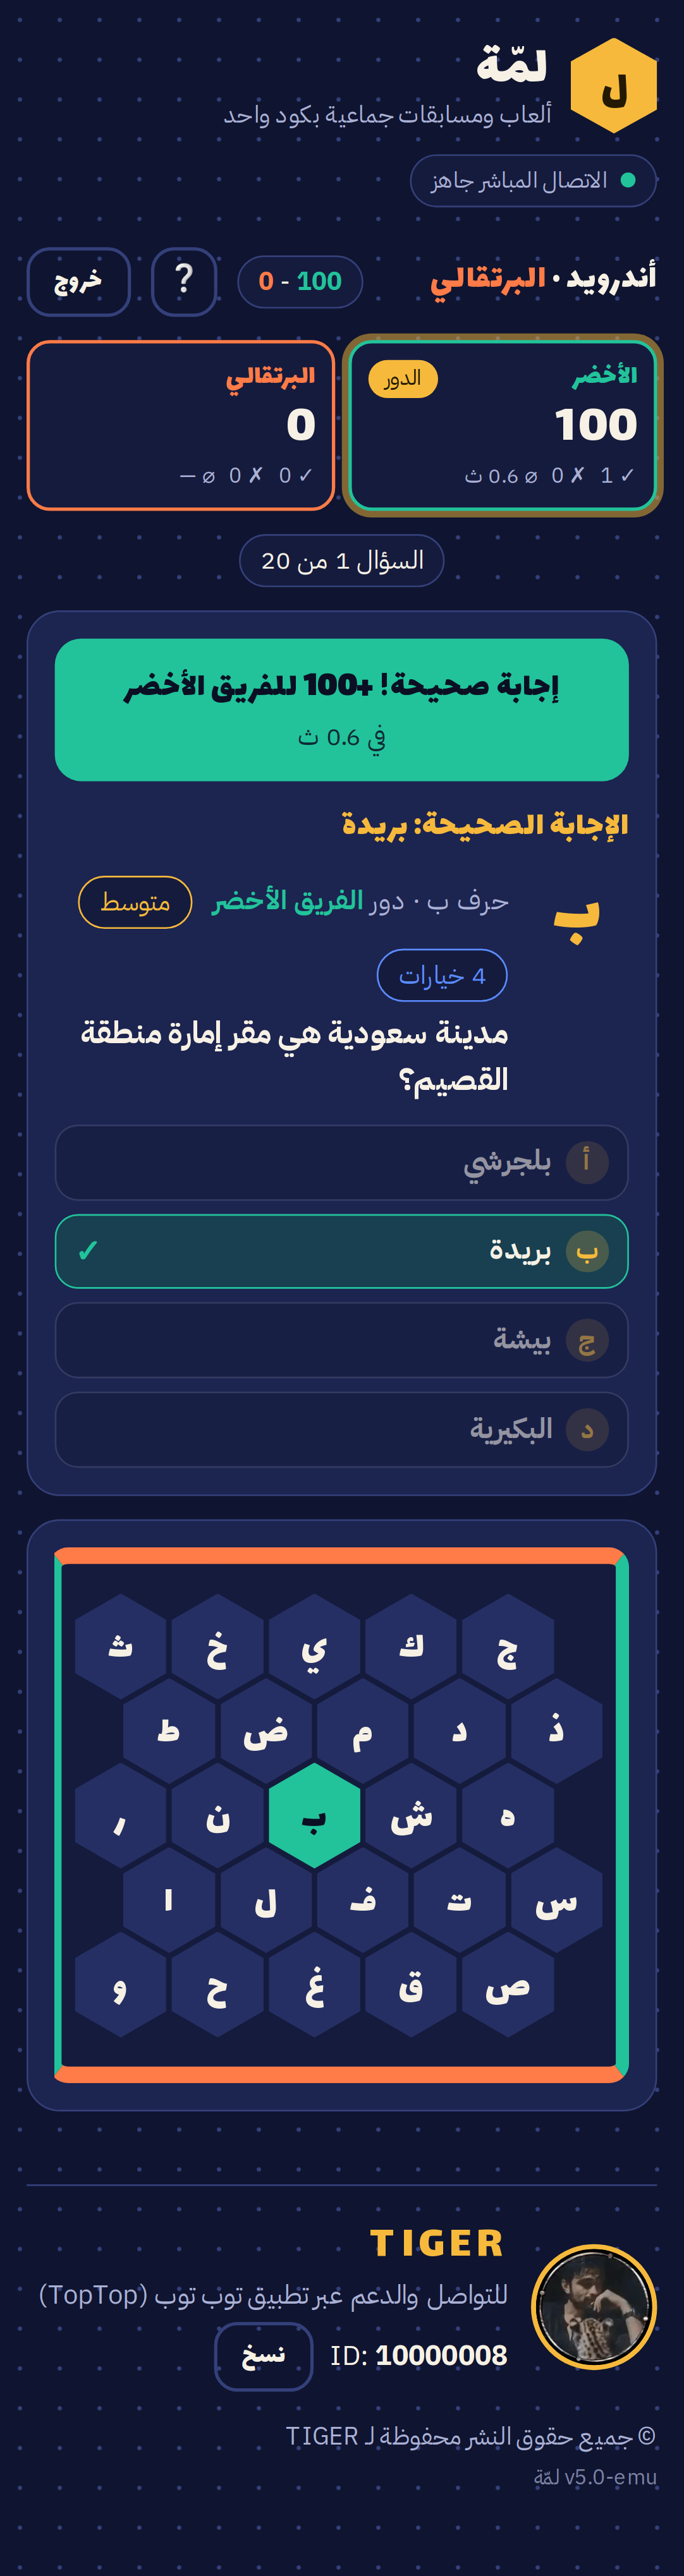 ل
لمّة
ألعاب ومسابقات جماعية بكود واحد
الاتصال المباشر جاهز
أندرويد · البرتقالي
100 - 0
?
خروج
الأخضر
الدور
100
✓ 1 ✗ 0 ⌀ 0.6 ث
البرتقالي
0
✓ 0 ✗ 0 ⌀ —
السؤال 1 من 20
إجابة صحيحة! +100 للفريق الأخضر
في 0.6 ث
الإجابة الصحيحة: بريدة
ب
حرف ب · دور الفريق الأخضر
متوسط
4 خيارات
مدينة سعودية هي مقر إمارة منطقة
القصيم؟
أ بلجرشي
ب بريدة ✓
ج بيشة
د البكيرية
ج ك ي خ ث
ذ د م ض ط
ه ش ب ن ر
س ت ف ل ا
ص ق غ ح و
TIGER
للتواصل والدعم عبر تطبيق توب توب (TopTop)
ID: 10000008
نسخ
© جميع حقوق النشر محفوظة لـ TIGER
لمّة v5.0-emu